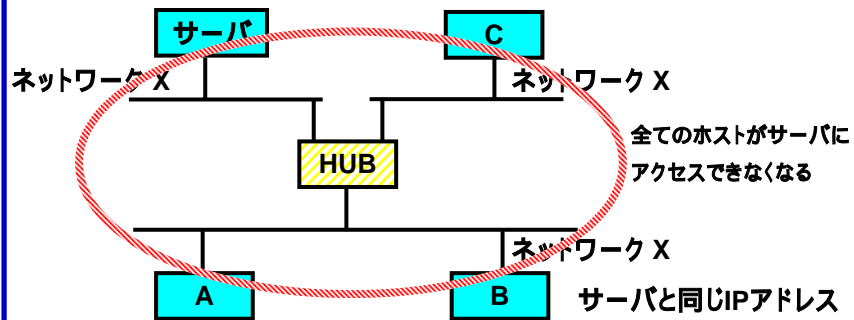 サーバ
C
ネットワーク X
ネットワーク X
全てのホストがサーバに
アクセスできなくなる
HUB
ネットワーク X
A
B
サーバと同じIPアドレス